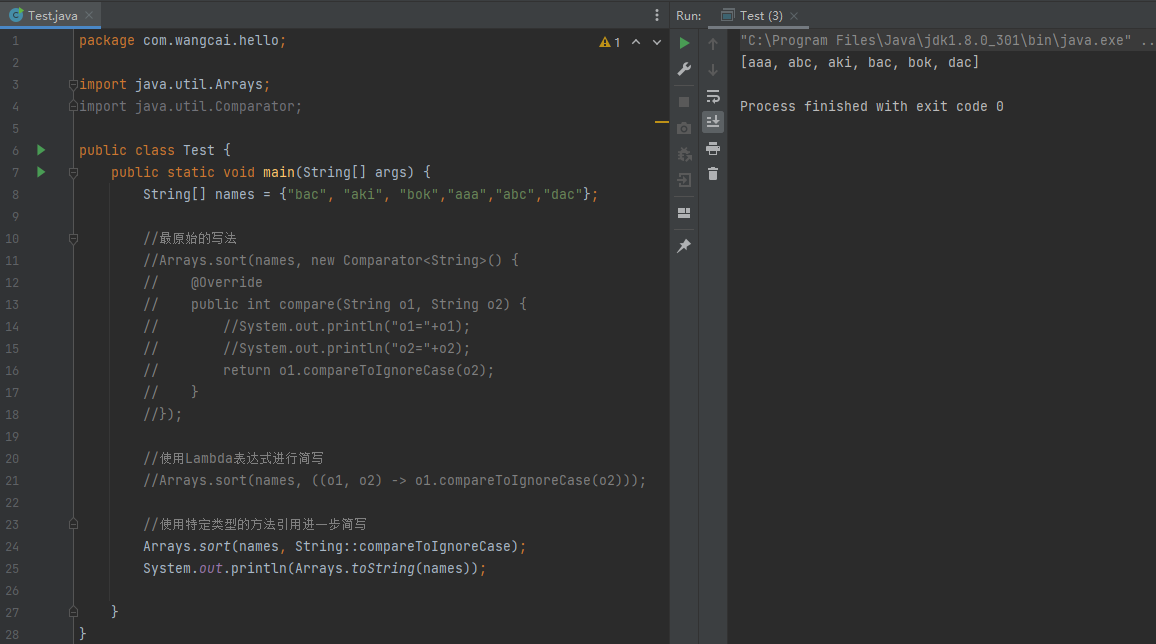 Test.java
1 package com.wangcai.hello;
2
3 import java.util.Arrays;
4 import java.util.Comparator;
5
6 public class Test {
7 public static void main(String[] args) {
8 String[] names = {"bac", "aki", "bok","aaa","abc","dac"};
9
10 //最原始的写法
11 //Arrays.sort(names, new Comparator<String>() {
12 // @Override
13 // public int compare(String o1, String o2) {
14 // //System.out.println("o1="+o1);
15 // //System.out.println("o2="+o2);
16 // return o1.compareToIgnoreCase(o2);
17 // }
18 //});
19
20 //使用Lambda表达式进行简写
21 //Arrays.sort(names, ((o1, o2) -> o1.compareToIgnoreCase(o2)));
22
23 //使用特定类型的方法引用进一步简写
24 Arrays.sort(names, String::compareToIgnoreCase);
25 System.out.println(Arrays.toString(names));
26
27 }
28 }
1
Run: Test (3)
"C:\Program Files\Java\jdk1.8.0_301\bin\java.exe" ..
[aaa, abc, aki, bac, bok, dac]
Process finished with exit code 0